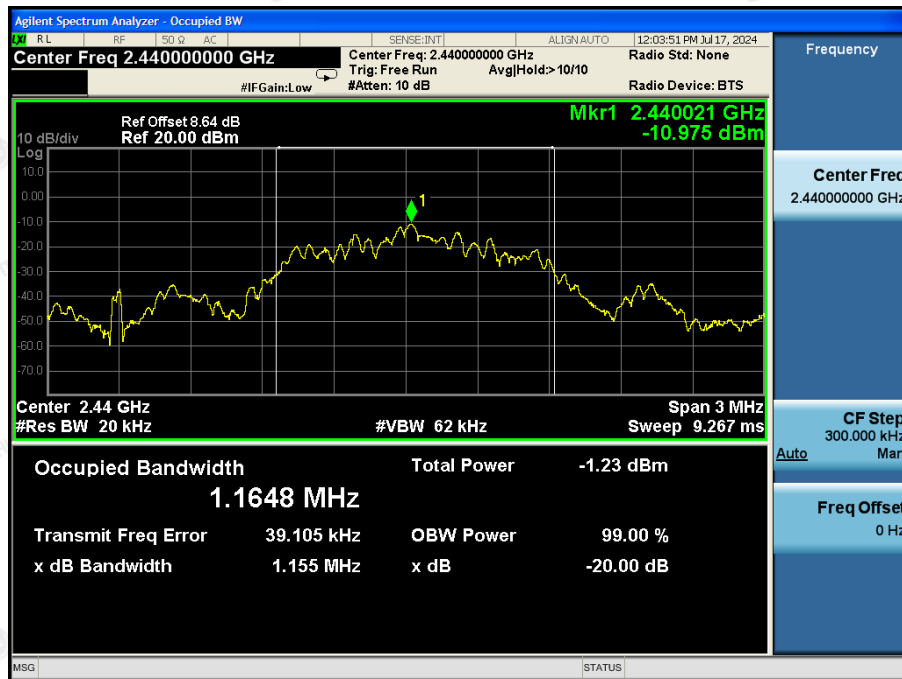 Agilent Spectrum Analyzer - Occupied BW
LXI RL RF 50 Ω AC SENSE:INT ALIGN AUTO 12:03:51 PM Jul 17, 2024
Center Freq 2.440000000 GHz
Center Freq: 2.440000000 GHz
Radio Std: None
Trig: Free Run Avg|Hold:> 10/10
#IFGain:Low
#Atten: 10 dB
Radio Device: BTS
Frequency
Mkr1 2.440021 GHz
-10.975 dBm
Ref Offset 8.64 dB
10 dB/div Ref 20.00 dBm
Log
10.0
0.00
-10.0
-20.0
-30.0
-40.0
-50.0
-60.0
-70.0
1
Center 2.44 GHz Span 3 MHz
#Res BW 20 kHz #VBW 62 kHz Sweep 9.267 ms
Occupied Bandwidth Total Power -1.23 dBm
1.1648 MHz
Transmit Freq Error 39.105 kHz OBW Power 99.00 %
x dB Bandwidth 1.155 MHz x dB -20.00 dB
Center Freq
2.440000000 GHz
CF Step
300.000 kHz
Auto Man
Freq Offset
0 Hz
MSG STATUS